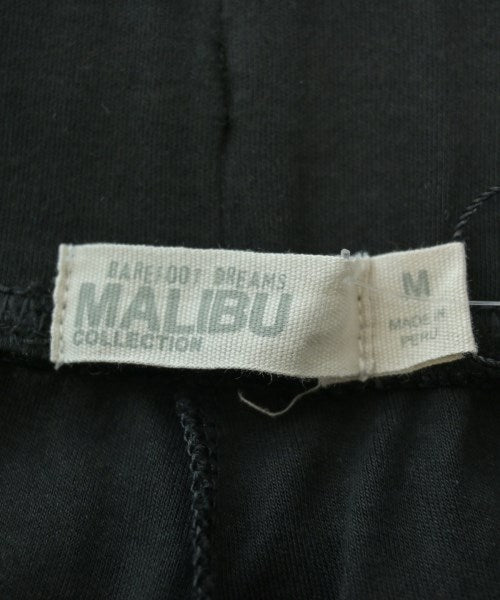 BAREFOOT DREAMS
MALIBU
COLLECTION
M
MADE IN
PERU